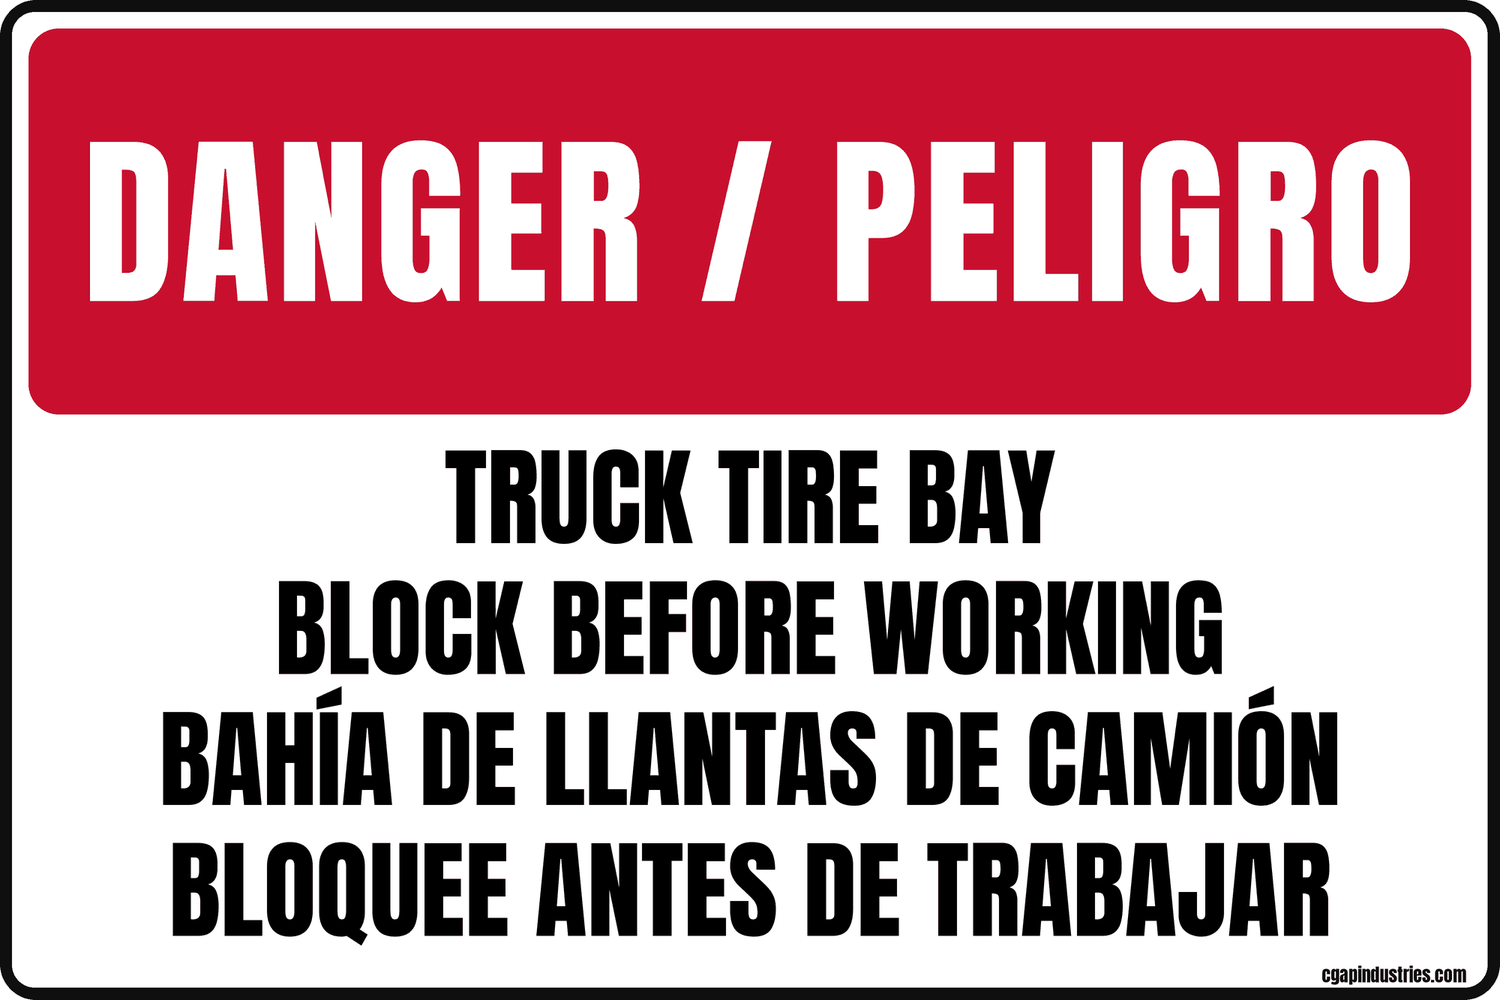 DANGER / PELIGRO
TRUCK TIRE BAY
BLOCK BEFORE WORKING
BAHÍA DE LLANTAS DE CAMIÓN
BLOQUEE ANTES DE TRABAJAR
cgapindustries.com